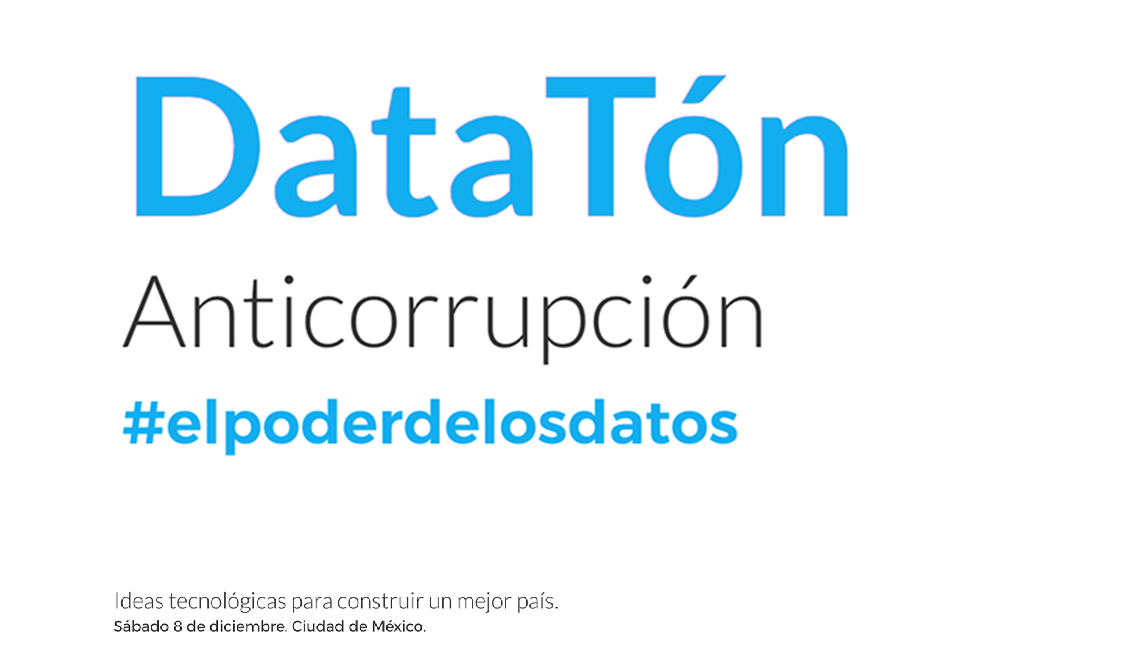 DataTón
Anticorrupción
#elpoderdelosdatos
Ideas tecnológicas para construir un mejor país.
Sábado 8 de diciembre. Ciudad de México.